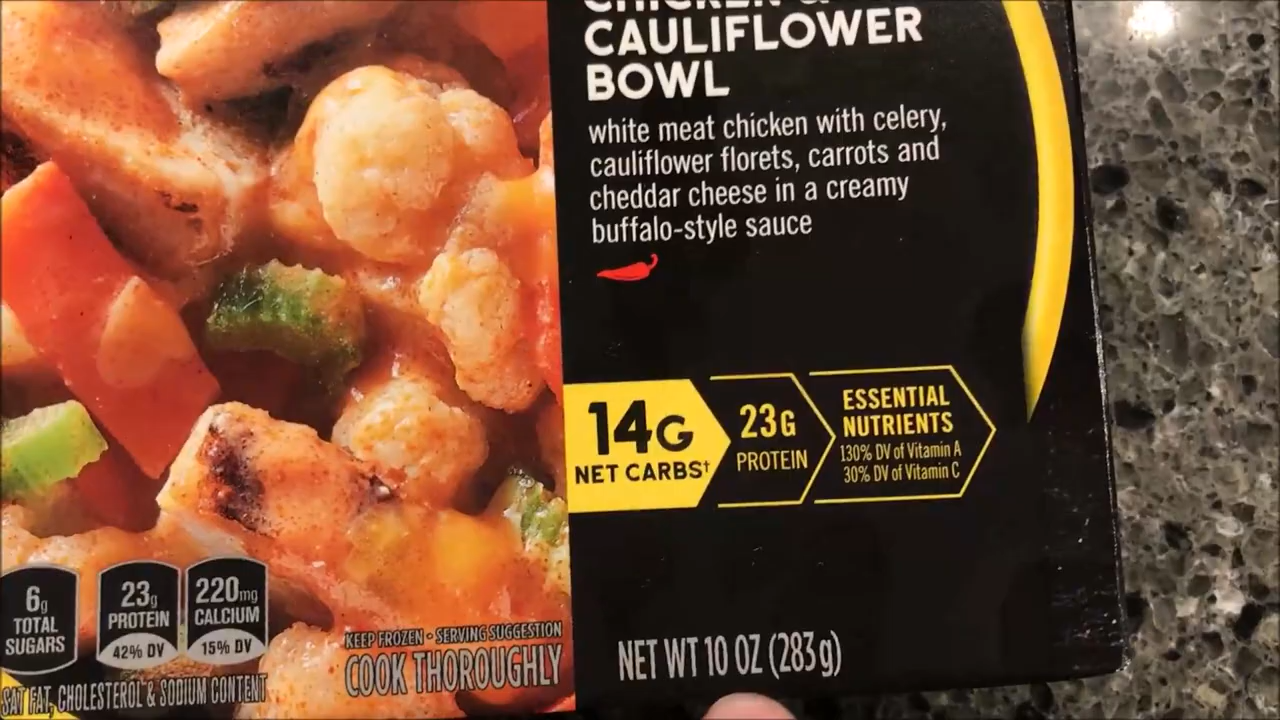 CHICKEN &
CAULIFLOWER
BOWL
white meat chicken with celery,
cauliflower florets, carrots and
cheddar cheese in a creamy
buffalo-style sauce
14G
NET CARBS†
23G
PROTEIN
ESSENTIAL
NUTRIENTS
130% DV of Vitamin A
30% DV of Vitamin C
6g
TOTAL
SUGARS
23g
PROTEIN
42% DV
220mg
CALCIUM
15% DV
SAT FAT, CHOLESTEROL & SODIUM CONTENT
KEEP FROZEN • SERVING SUGGESTION
COOK THOROUGHLY
NET WT 10 OZ (283g)